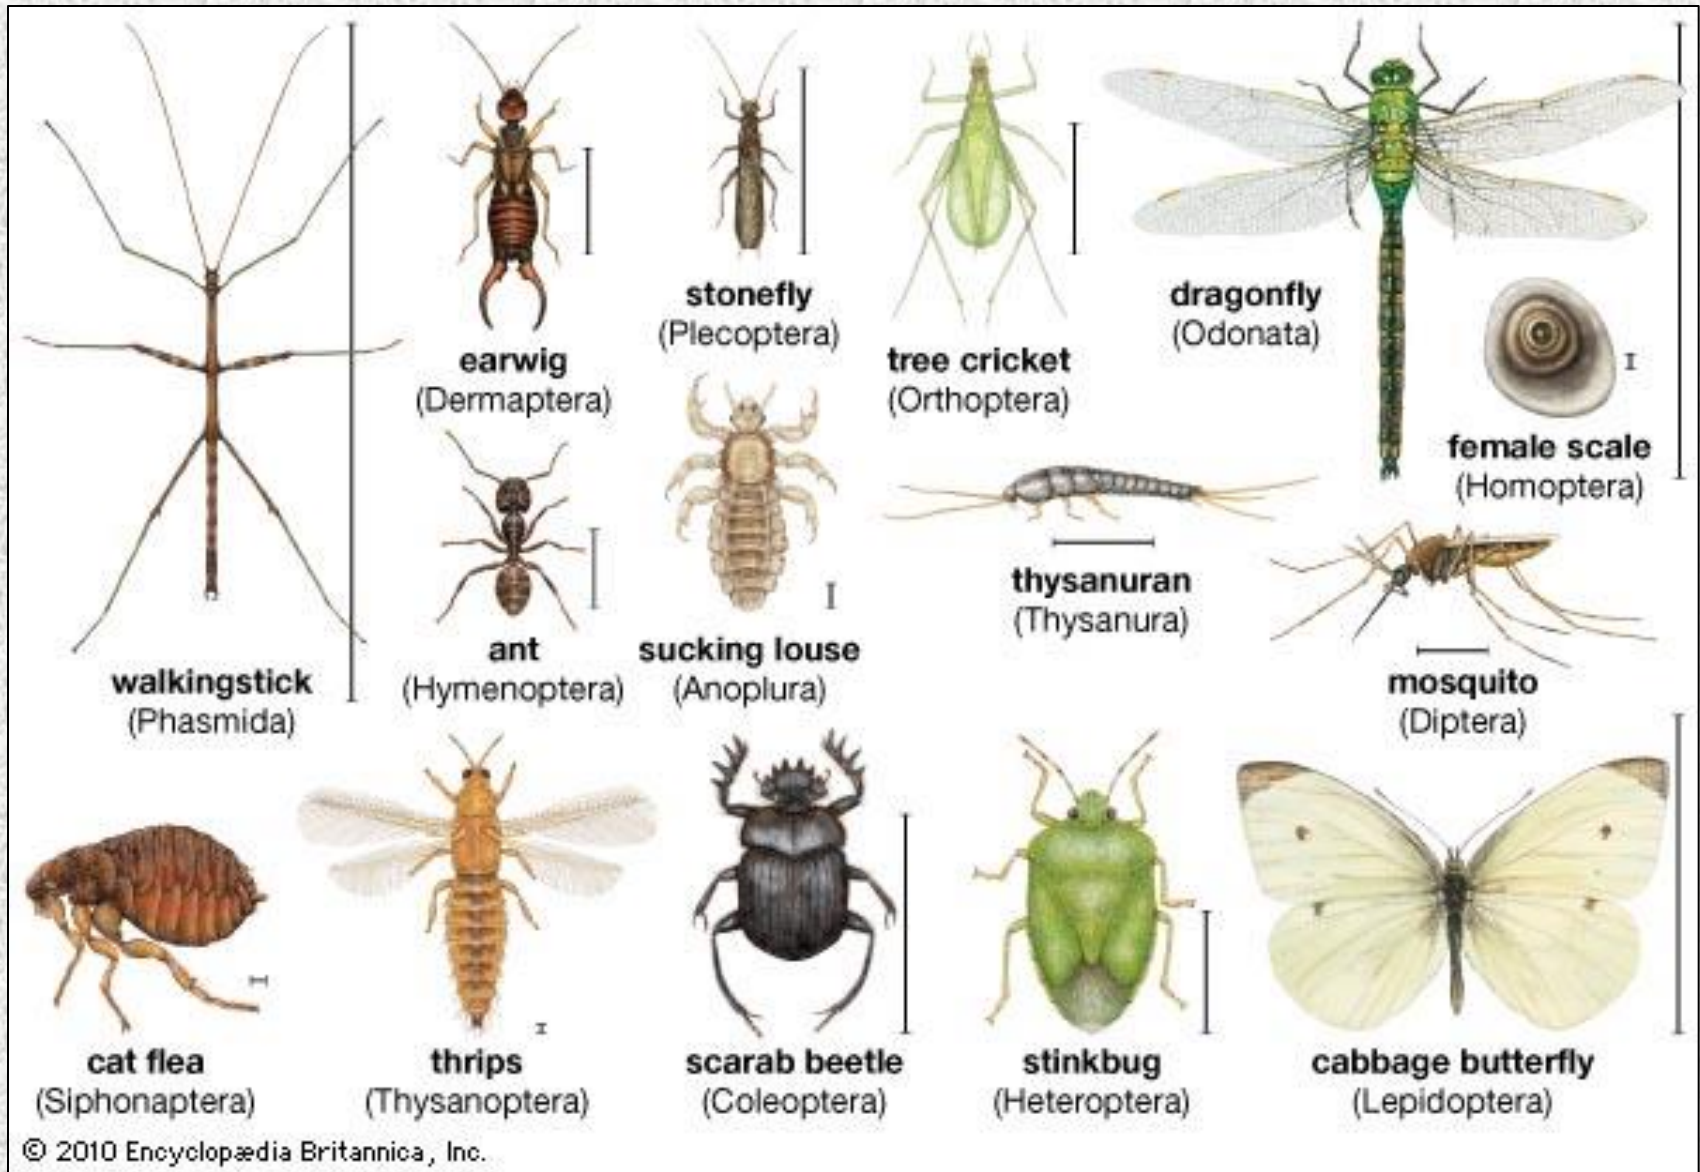 stonefly
(Plecoptera)
dragonfly
(Odonata)
earwig
(Dermaptera)
tree cricket
(Orthoptera)
female scale
(Homoptera)
thysanuran
(Thysanura)
ant
(Hymenoptera)
sucking louse
(Anoplura)
walkingstick
(Phasmida)
mosquito
(Diptera)
cat flea
(Siphonaptera)
thrips
(Thysanoptera)
scarab beetle
(Coleoptera)
stinkbug
(Heteroptera)
cabbage butterfly
(Lepidoptera)
© 2010 Encyclopædia Britannica, Inc.